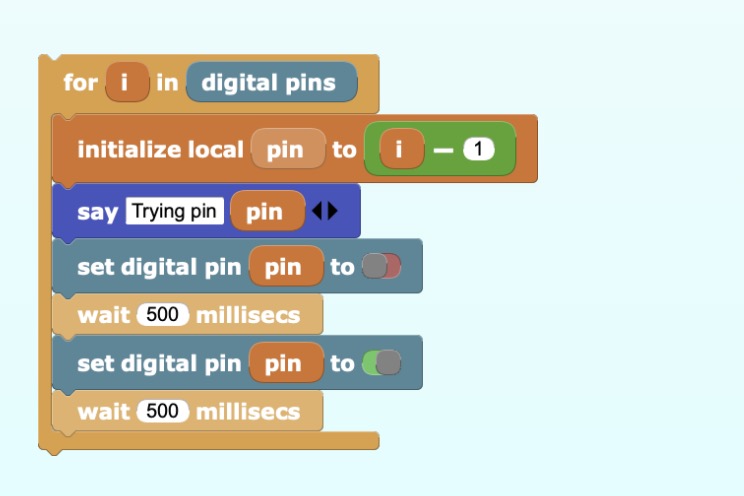 for i in digital pins
initialize local pin to i − 1
say Trying pin pin
set digital pin pin to
wait 500 millisecs
set digital pin pin to
wait 500 millisecs